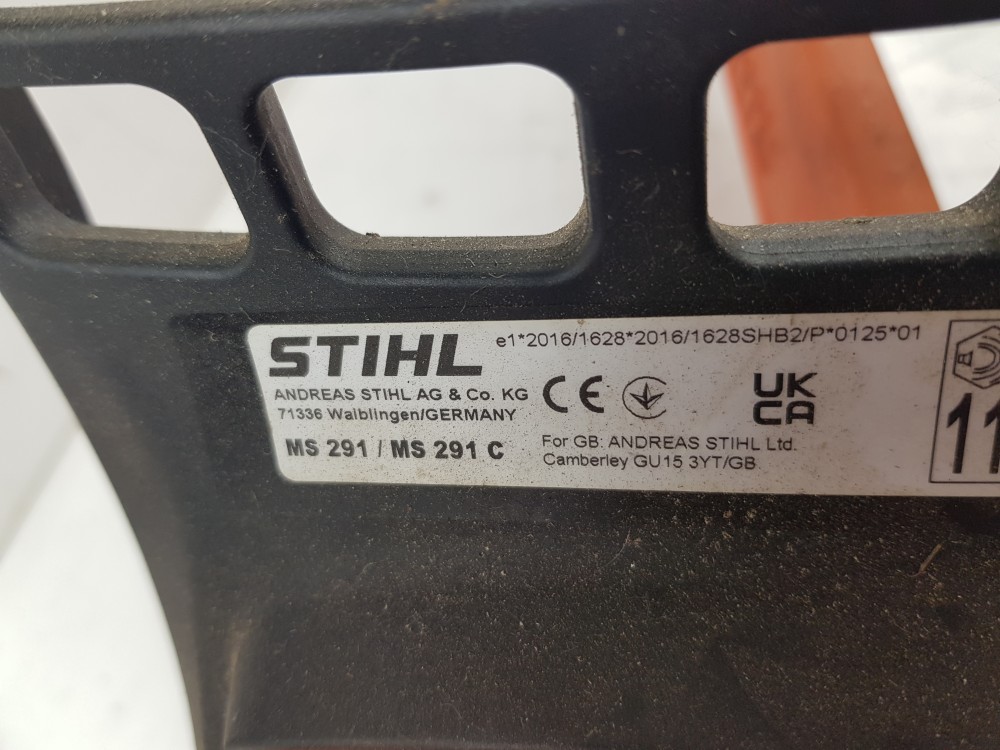 STIHL
e1*2016/1628*2016/1628SHB2/P*0125*01
ANDREAS STIHL AG & Co. KG
71336 Waiblingen/GERMANY
MS 291 / MS 291 C
CE
UK
CA
For GB: ANDREAS STIHL Ltd.
Camberley GU15 3YT/GB